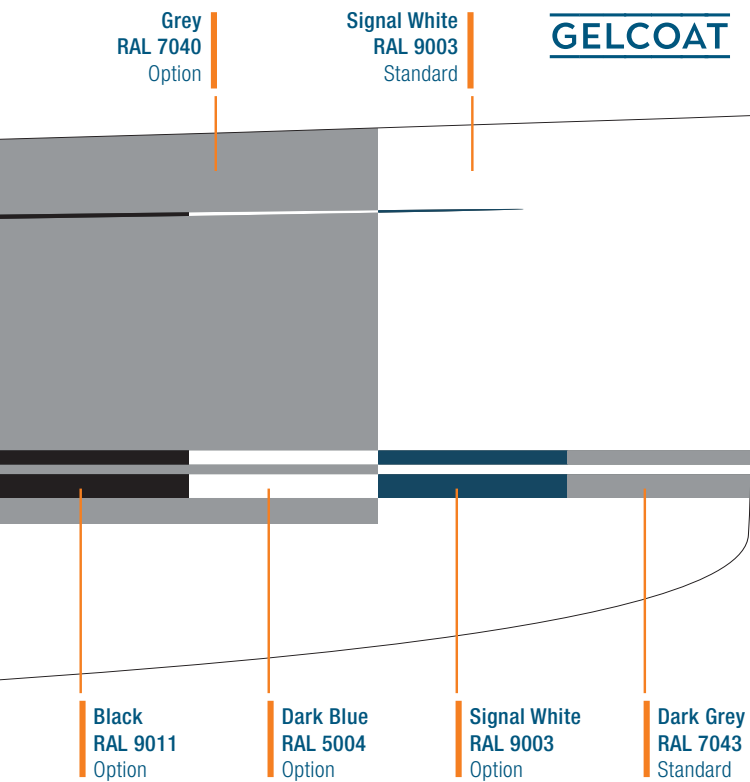 Grey
RAL 7040
Option
Signal White
RAL 9003
Standard
GELCOAT
Black
RAL 9011
Option
Dark Blue
RAL 5004
Option
Signal White
RAL 9003
Option
Dark Grey
RAL 7043
Standard